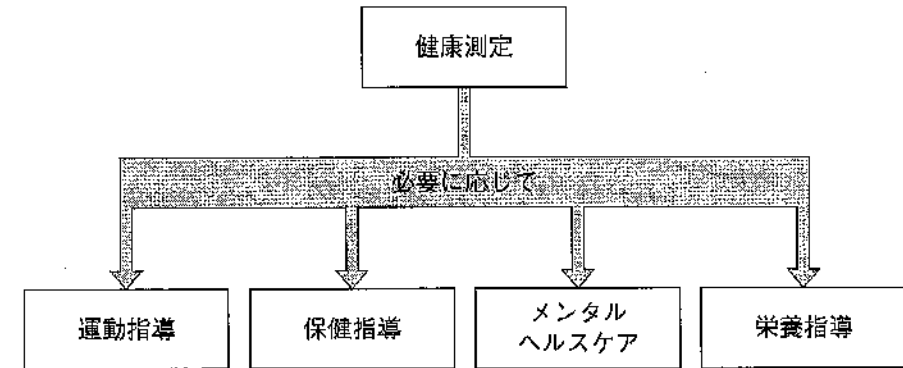 健康測定
必要に応じて
運動指導
保健指導
メンタル
ヘルスケア
栄養指導